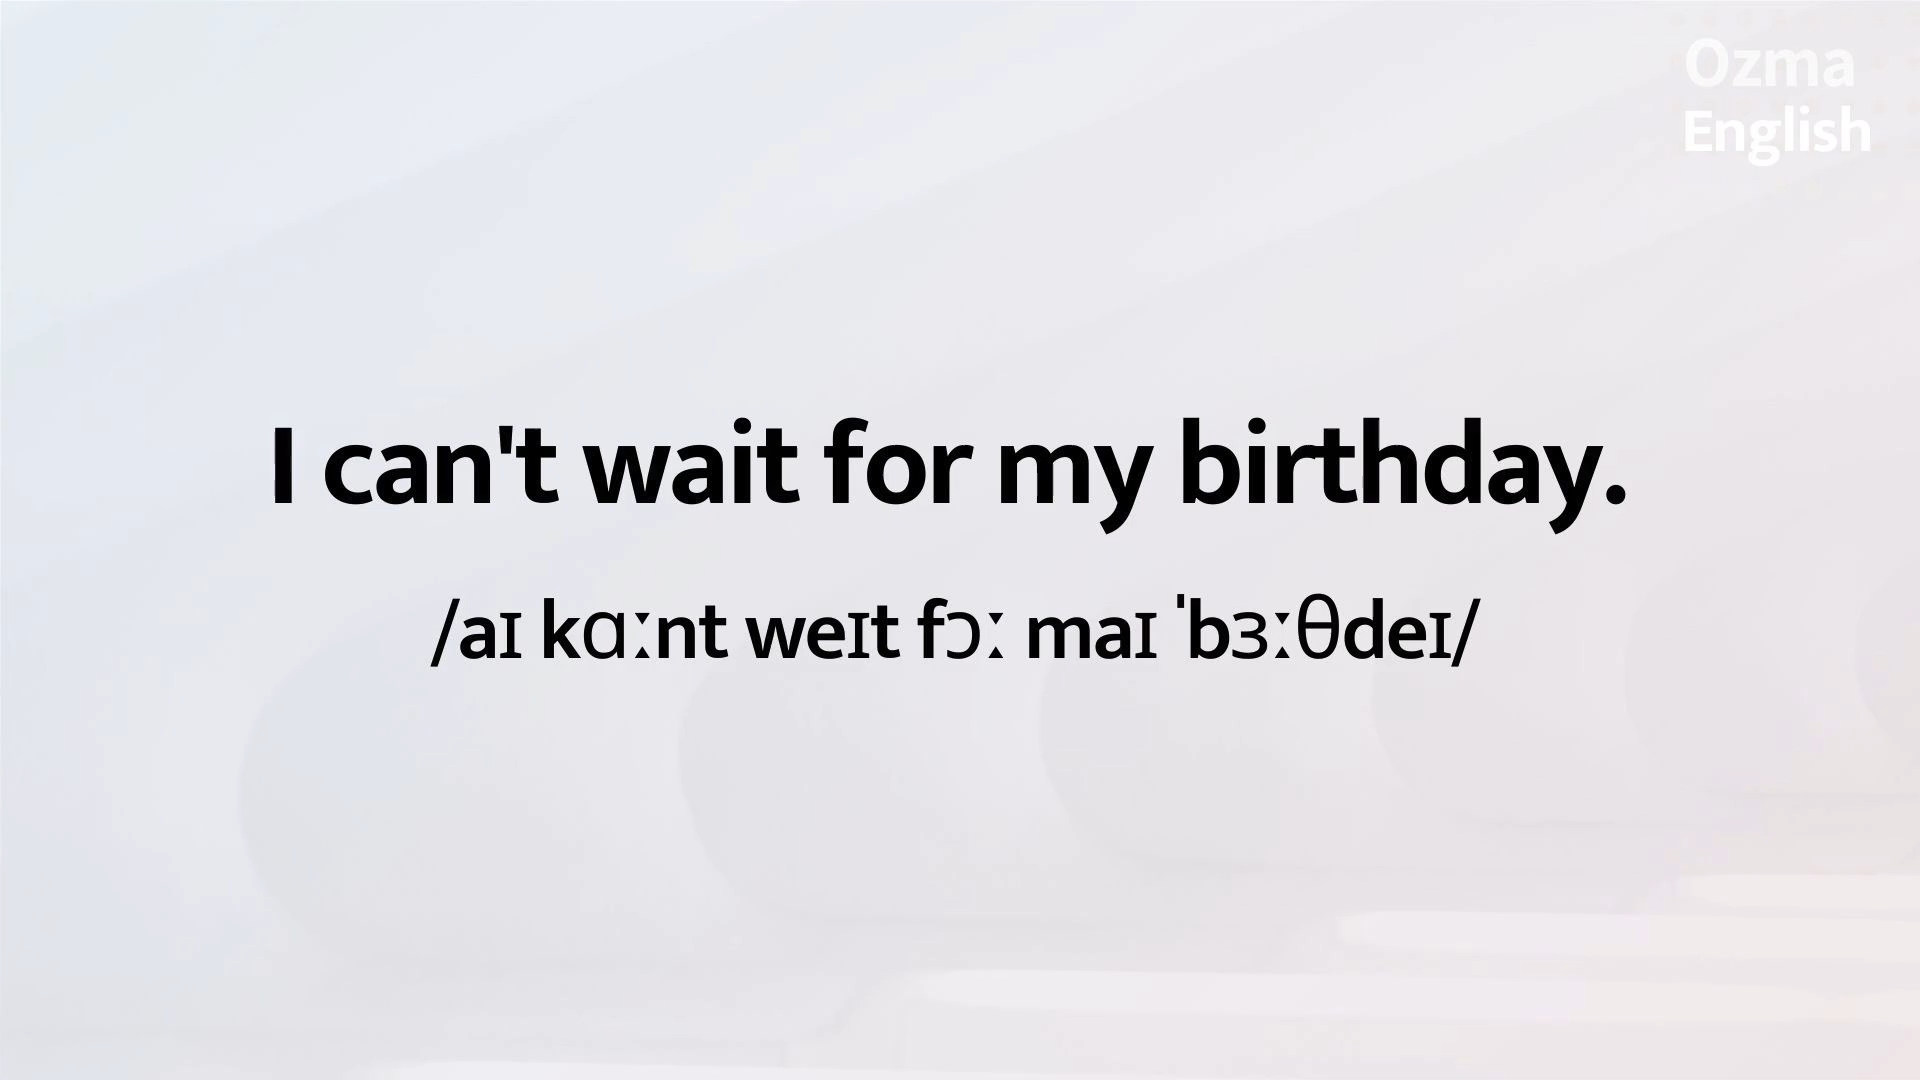 Ozma
English
I can't wait for my birthday.
/aɪ kɑːnt weɪt fɔː maɪ ˈbɜːθdeɪ/